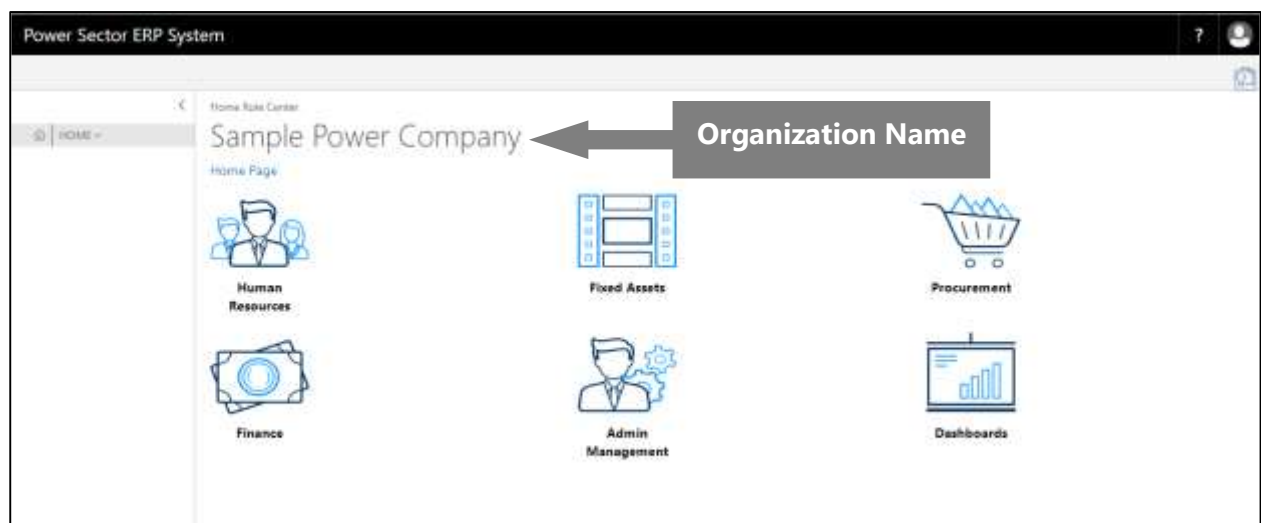 Power Sector ERP System
?
Home Role Center
HOME
Sample Power Company
Organization Name
Home Page
Human
Resources
Fixed Assets
Procurement
Finance
Admin
Management
Dashboards